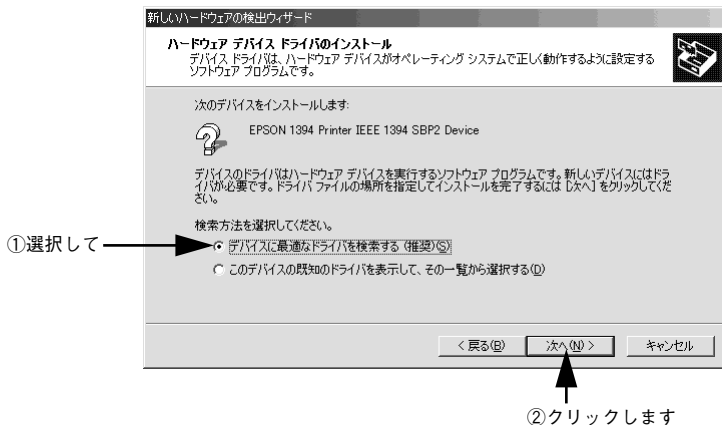 新しいハードウェアの検出ウィザード
ハードウェア デバイス ドライバのインストール
デバイス ドライバは、ハードウェア デバイスがオペレーティング システムで正しく動作するように設定する
ソフトウェア プログラムです。
次のデバイスをインストールします:
EPSON 1394 Printer IEEE 1394 SBP2 Device
デバイスのドライバはハードウェア デバイスを実行するソフトウェア プログラムです。新しいデバイスにはドラ
イバが必要です。ドライバ ファイルの場所を指定してインストールを完了するには [次へ] をクリックしてくだ
さい。
検索方法を選択してください。
①選択して
デバイスに最適なドライバを検索する (推奨)(S)
このデバイスの既知のドライバを表示して、その一覧から選択する(D)
< 戻る(B)
次へ(N) >
キャンセル
②クリックします